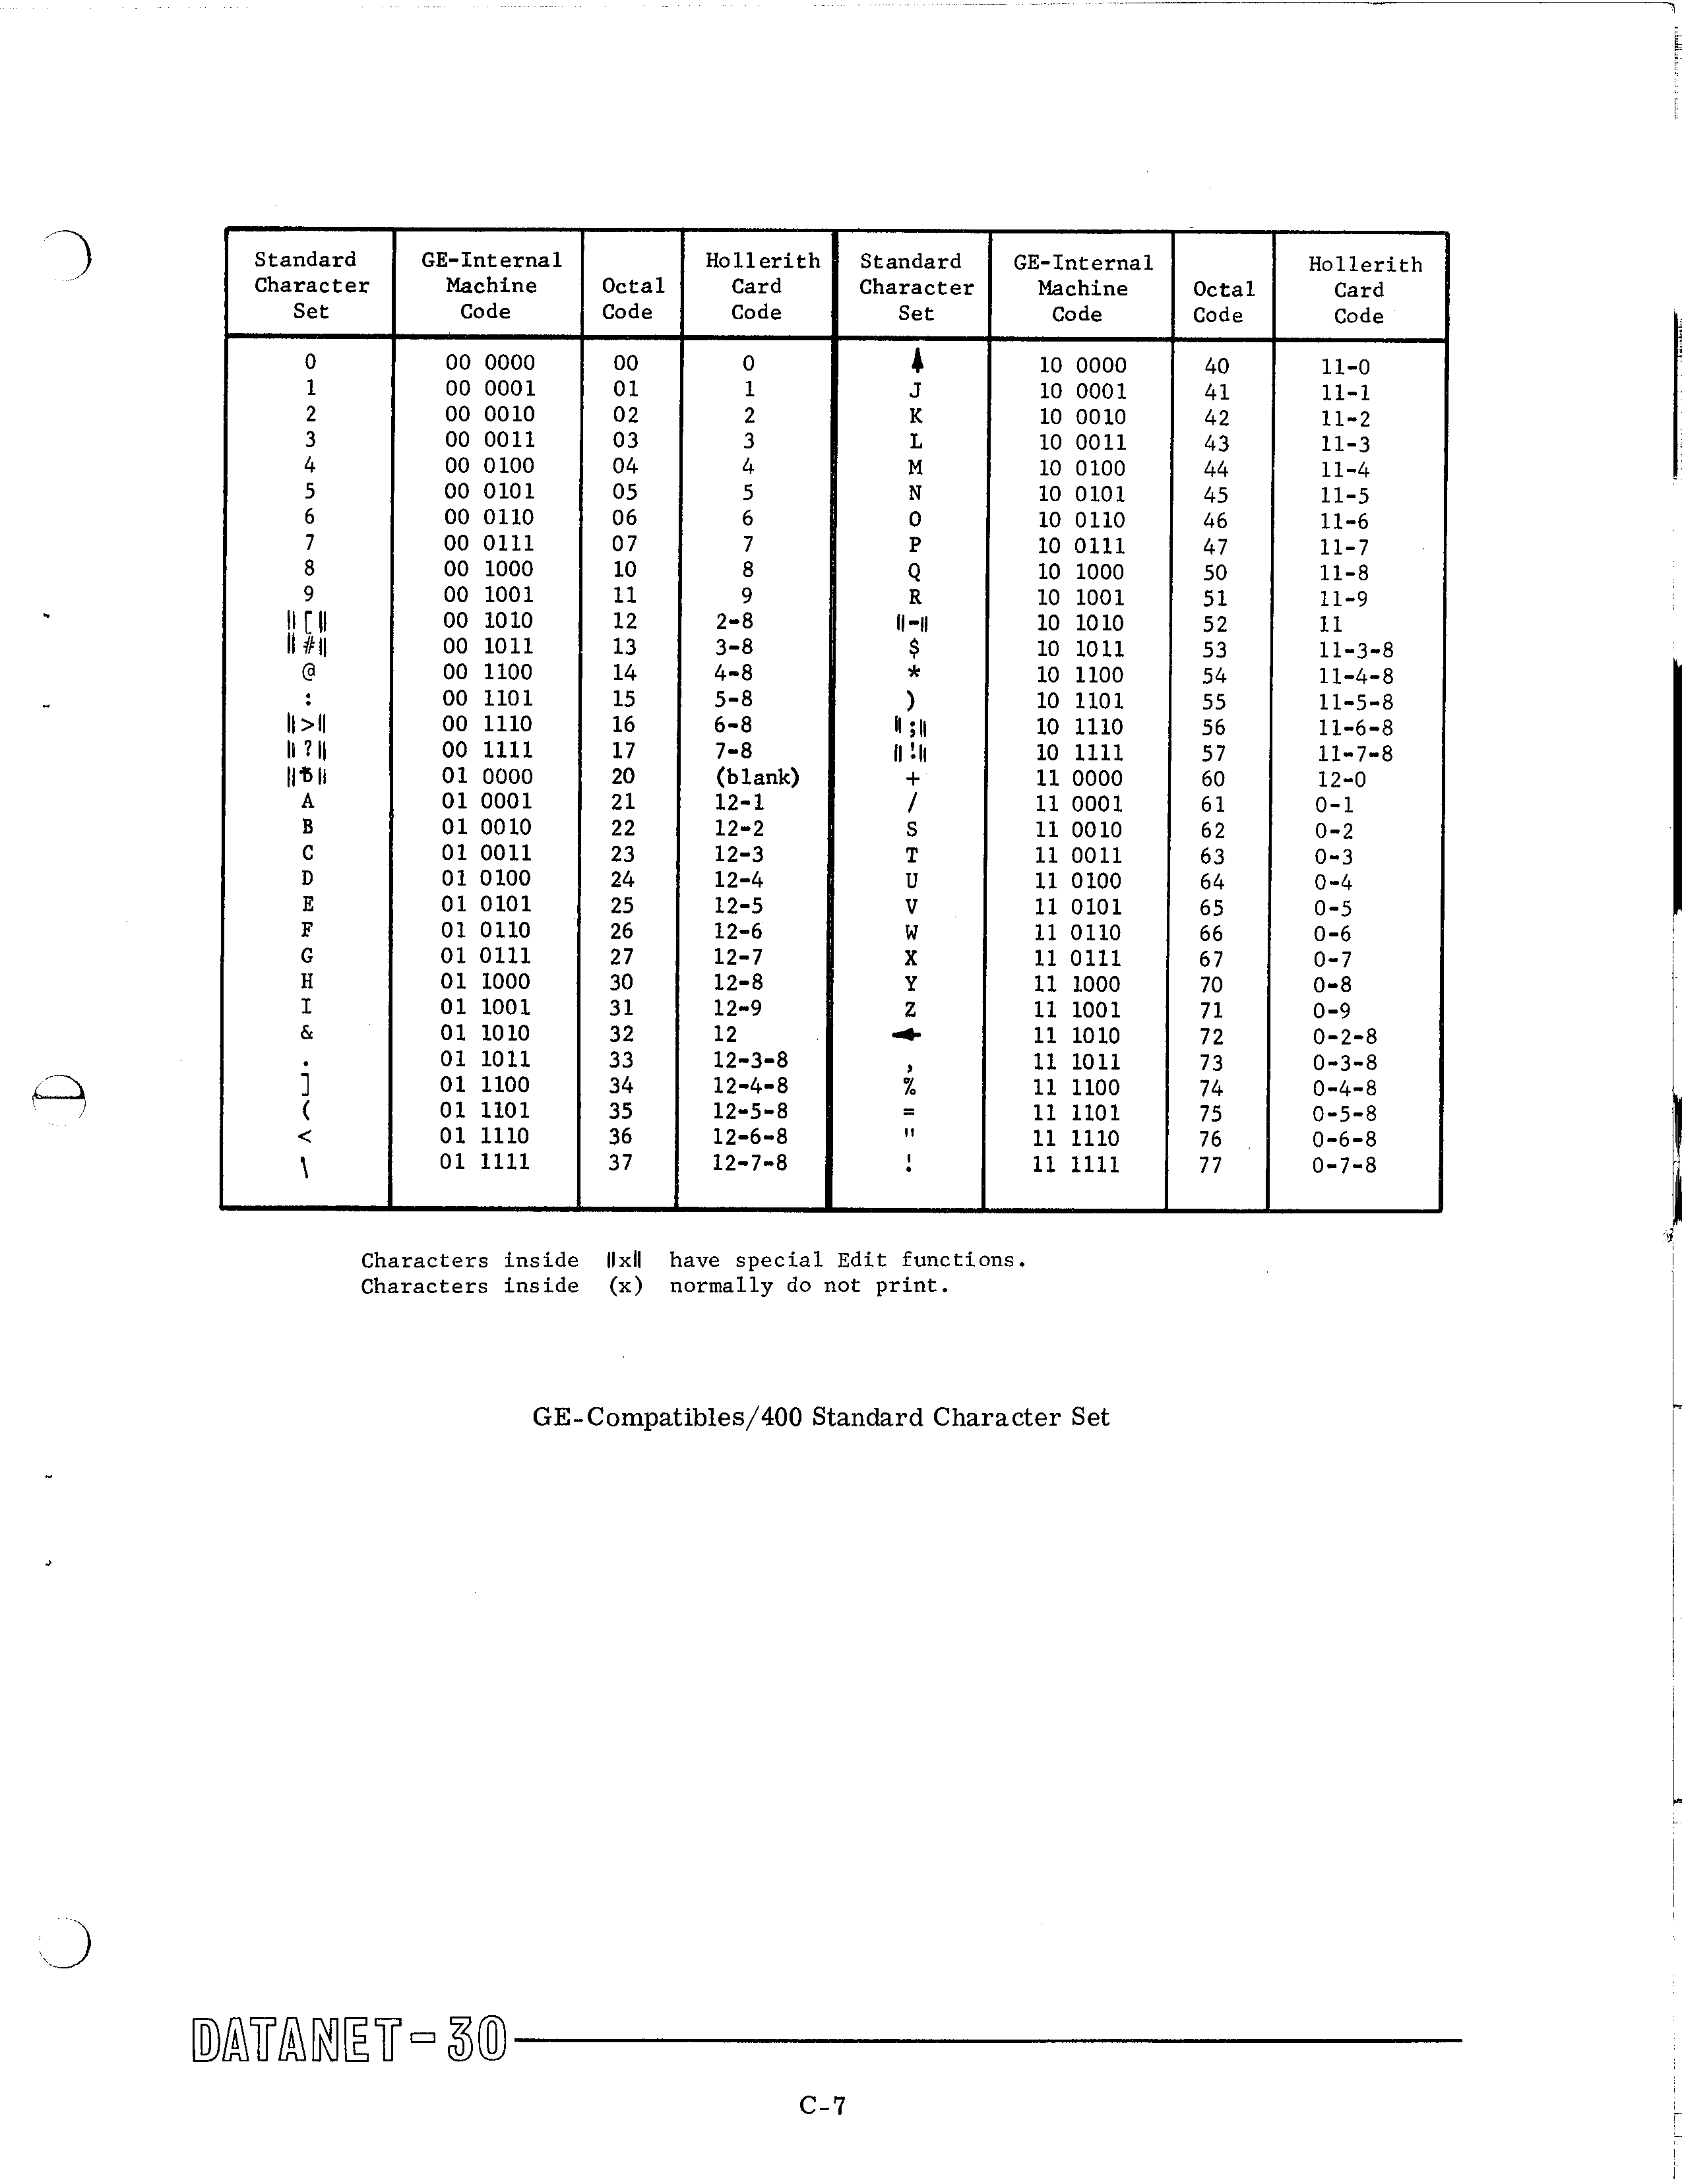 Standard Character Set | GE-Internal Machine Code | Octal Code | Hollerith Card Code | Standard Character Set | GE-Internal Machine Code | Octal Code | Hollerith Card Code
0 00 0000 00 0 ↑ 10 0000 40 11-0
1 00 0001 01 1 J 10 0001 41 11-1
2 00 0010 02 2 K 10 0010 42 11-2
3 00 0011 03 3 L 10 0011 43 11-3
4 00 0100 04 4 M 10 0100 44 11-4
5 00 0101 05 5 N 10 0101 45 11-5
6 00 0110 06 6 O 10 0110 46 11-6
7 00 0111 07 7 P 10 0111 47 11-7
8 00 1000 10 8 Q 10 1000 50 11-8
9 00 1001 11 9 R 10 1001 51 11-9
‖[‖ 00 1010 12 2-8 ‖-‖ 10 1010 52 11
‖#‖ 00 1011 13 3-8 $ 10 1011 53 11-3-8
@ 00 1100 14 4-8 * 10 1100 54 11-4-8
: 00 1101 15 5-8 ) 10 1101 55 11-5-8
‖>‖ 00 1110 16 6-8 ‖;‖ 10 1110 56 11-6-8
‖?‖ 00 1111 17 7-8 ‖!‖ 10 1111 57 11-7-8
‖ƀ‖ 01 0000 20 (blank) + 11 0000 60 12-0
A 01 0001 21 12-1 / 11 0001 61 0-1
B 01 0010 22 12-2 S 11 0010 62 0-2
C 01 0011 23 12-3 T 11 0011 63 0-3
D 01 0100 24 12-4 U 11 0100 64 0-4
E 01 0101 25 12-5 V 11 0101 65 0-5
F 01 0110 26 12-6 W 11 0110 66 0-6
G 01 0111 27 12-7 X 11 0111 67 0-7
H 01 1000 30 12-8 Y 11 1000 70 0-8
I 01 1001 31 12-9 Z 11 1001 71 0-9
& 01 1010 32 12 ← 11 1010 72 0-2-8
. 01 1011 33 12-3-8 , 11 1011 73 0-3-8
] 01 1100 34 12-4-8 % 11 1100 74 0-4-8
( 01 1101 35 12-5-8 = 11 1101 75 0-5-8
< 01 1110 36 12-6-8 " 11 1110 76 0-6-8
\ 01 1111 37 12-7-8 ! 11 1111 77 0-7-8
Characters inside ‖x‖ have special Edit functions.
Characters inside (x) normally do not print.
GE-Compatibles/400 Standard Character Set
DATANET-30
C-7